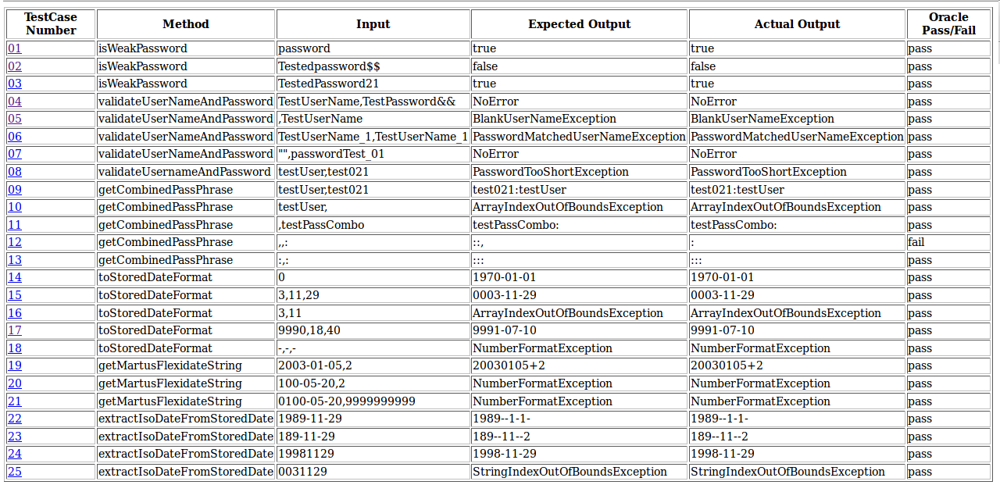 TestCase Number Method Input Expected Output Actual Output Oracle Pass/Fail
01 isWeakPassword password true true pass
02 isWeakPassword Testedpassword$$ false false pass
03 isWeakPassword TestedPassword21 true true pass
04 validateUserNameAndPassword TestUserName,TestPassword&& NoError NoError pass
05 validateUserNameAndPassword ,TestUserName BlankUserNameException BlankUserNameException pass
06 validateUserNameAndPassword TestUserName_1,TestUserName_1 PasswordMatchedUserNameException PasswordMatchedUserNameException pass
07 validateUserNameAndPassword "",passwordTest_01 NoError NoError pass
08 validateUsernameAndPassword testUser,test021 PasswordTooShortException PasswordTooShortException pass
09 getCombinedPassPhrase testUser,test021 test021:testUser test021:testUser pass
10 getCombinedPassPhrase testUser, ArrayIndexOutOfBoundsException ArrayIndexOutOfBoundsException pass
11 getCombinedPassPhrase ,testPassCombo testPassCombo: testPassCombo: pass
12 getCombinedPassPhrase ,,: ::, : fail
13 getCombinedPassPhrase :,: ::: ::: pass
14 toStoredDateFormat 0 1970-01-01 1970-01-01 pass
15 toStoredDateFormat 3,11,29 0003-11-29 0003-11-29 pass
16 toStoredDateFormat 3,11 ArrayIndexOutOfBoundsException ArrayIndexOutOfBoundsException pass
17 toStoredDateFormat 9990,18,40 9991-07-10 9991-07-10 pass
18 toStoredDateFormat -,-,- NumberFormatException NumberFormatException pass
19 getMartusFlexidateString 2003-01-05,2 20030105+2 20030105+2 pass
20 getMartusFlexidateString 100-05-20,2 NumberFormatException NumberFormatException pass
21 getMartusFlexidateString 0100-05-20,9999999999 NumberFormatException NumberFormatException pass
22 extractIsoDateFromStoredDate 1989-11-29 1989--1-1- 1989--1-1- pass
23 extractIsoDateFromStoredDate 189-11-29 189--11--2 189--11--2 pass
24 extractIsoDateFromStoredDate 19981129 1998-11-29 1998-11-29 pass
25 extractIsoDateFromStoredDate 0031129 StringIndexOutOfBoundsException StringIndexOutOfBoundsException pass